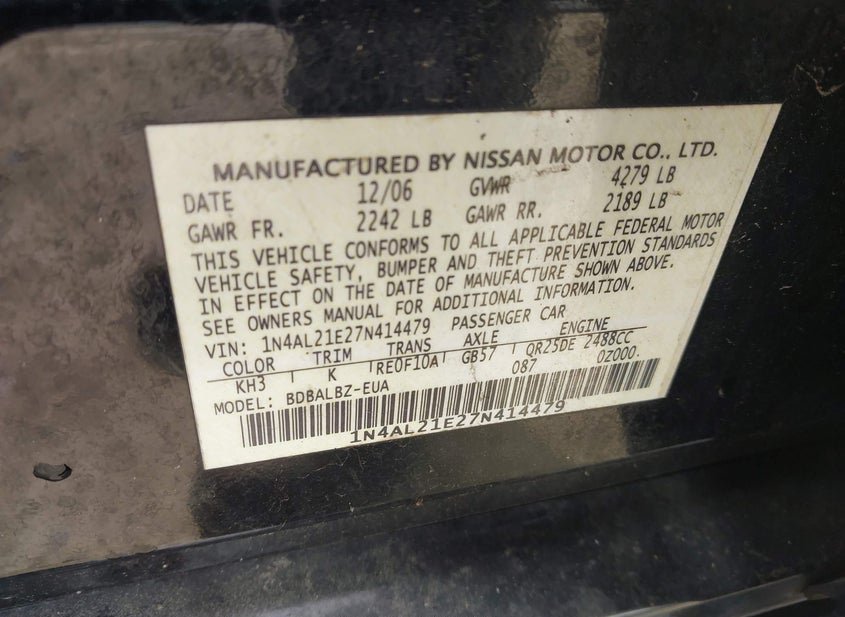 MANUFACTURED BY NISSAN MOTOR CO., LTD.
DATE 12/06 GVWR 4279 LB
GAWR FR. 2242 LB GAWR RR. 2189 LB
THIS VEHICLE CONFORMS TO ALL APPLICABLE FEDERAL MOTOR
VEHICLE SAFETY, BUMPER AND THEFT PREVENTION STANDARDS
IN EFFECT ON THE DATE OF MANUFACTURE SHOWN ABOVE.
SEE OWNERS MANUAL FOR ADDITIONAL INFORMATION.
VIN: 1N4AL21E27N414479 PASSENGER CAR
COLOR TRIM TRANS AXLE ENGINE
KH3 K RE0F10A GB57 QR25DE 2488CC
MODEL: BDBALBZ-EUA 087 0Z000.
1N4AL21E27N414479